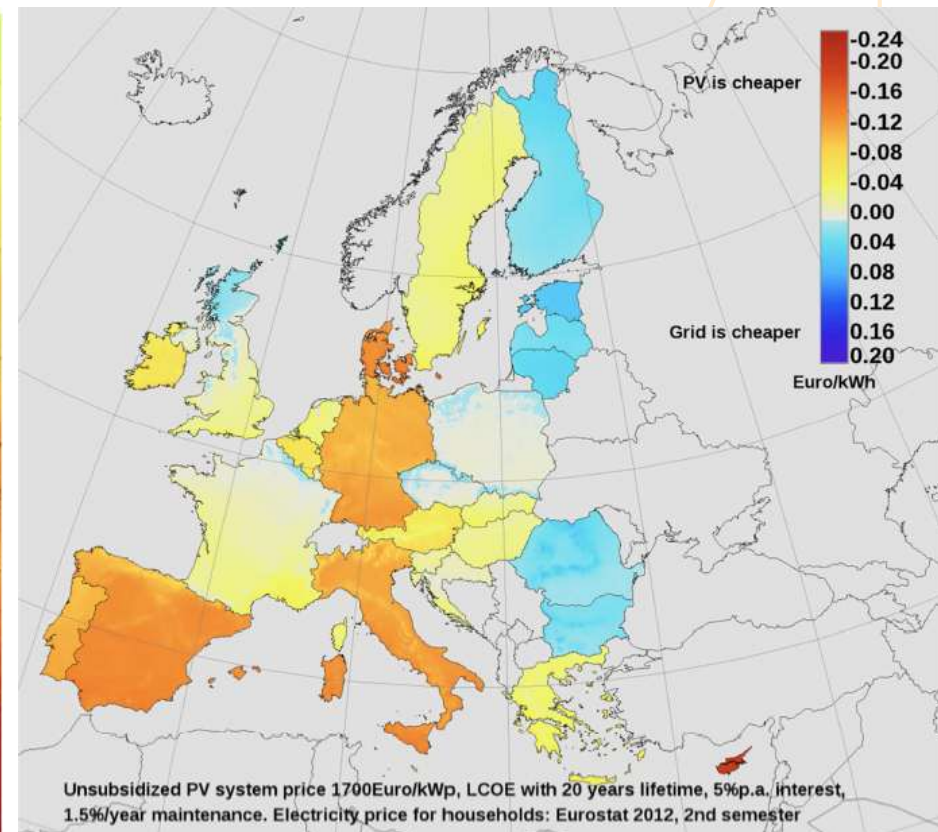 -0.24
PV is cheaper
-0.20
-0.16
-0.12
-0.08
-0.04
0.00
0.04
0.08
0.12
Grid is cheaper
0.16
0.20
Euro/kWh
Unsubsidized PV system price 1700Euro/kWp, LCOE with 20 years lifetime, 5%p.a. interest,
1.5%/year maintenance. Electricity price for households: Eurostat 2012, 2nd semester